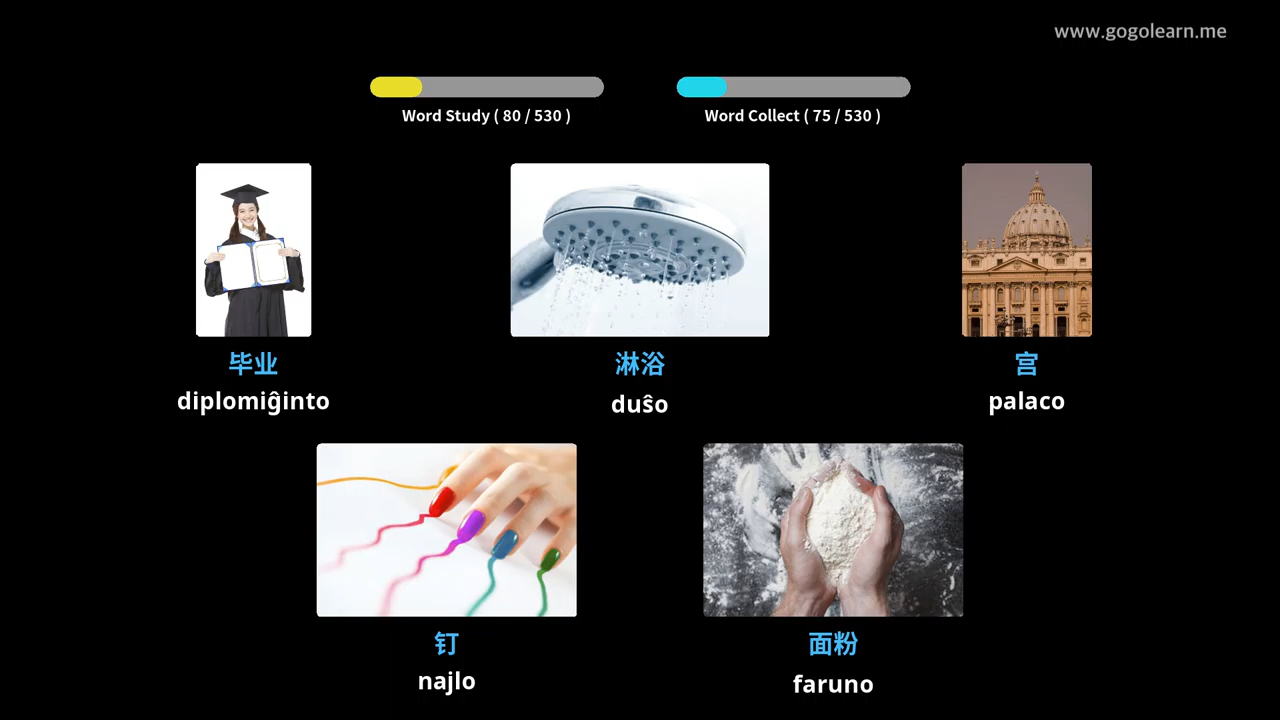 www.gogolearn.me
Word Study ( 80 / 530 )
Word Collect ( 75 / 530 )
毕业
diplomiĝinto
淋浴
duŝo
宫
palaco
钉
najlo
面粉
faruno